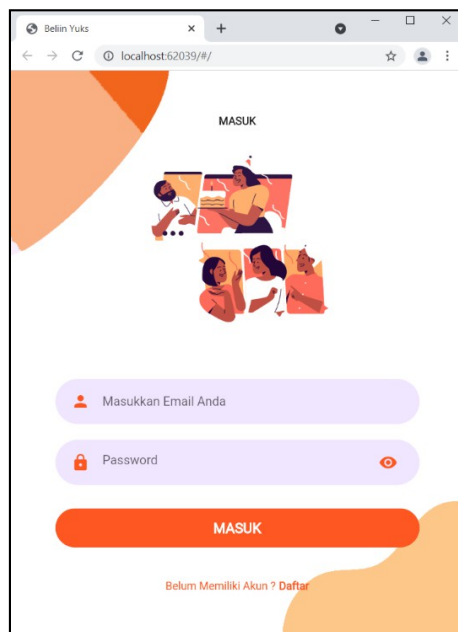 Beliin Yuks
localhost:62039/#/
MASUK
Masukkan Email Anda
Password
MASUK
Belum Memiliki Akun ? Daftar